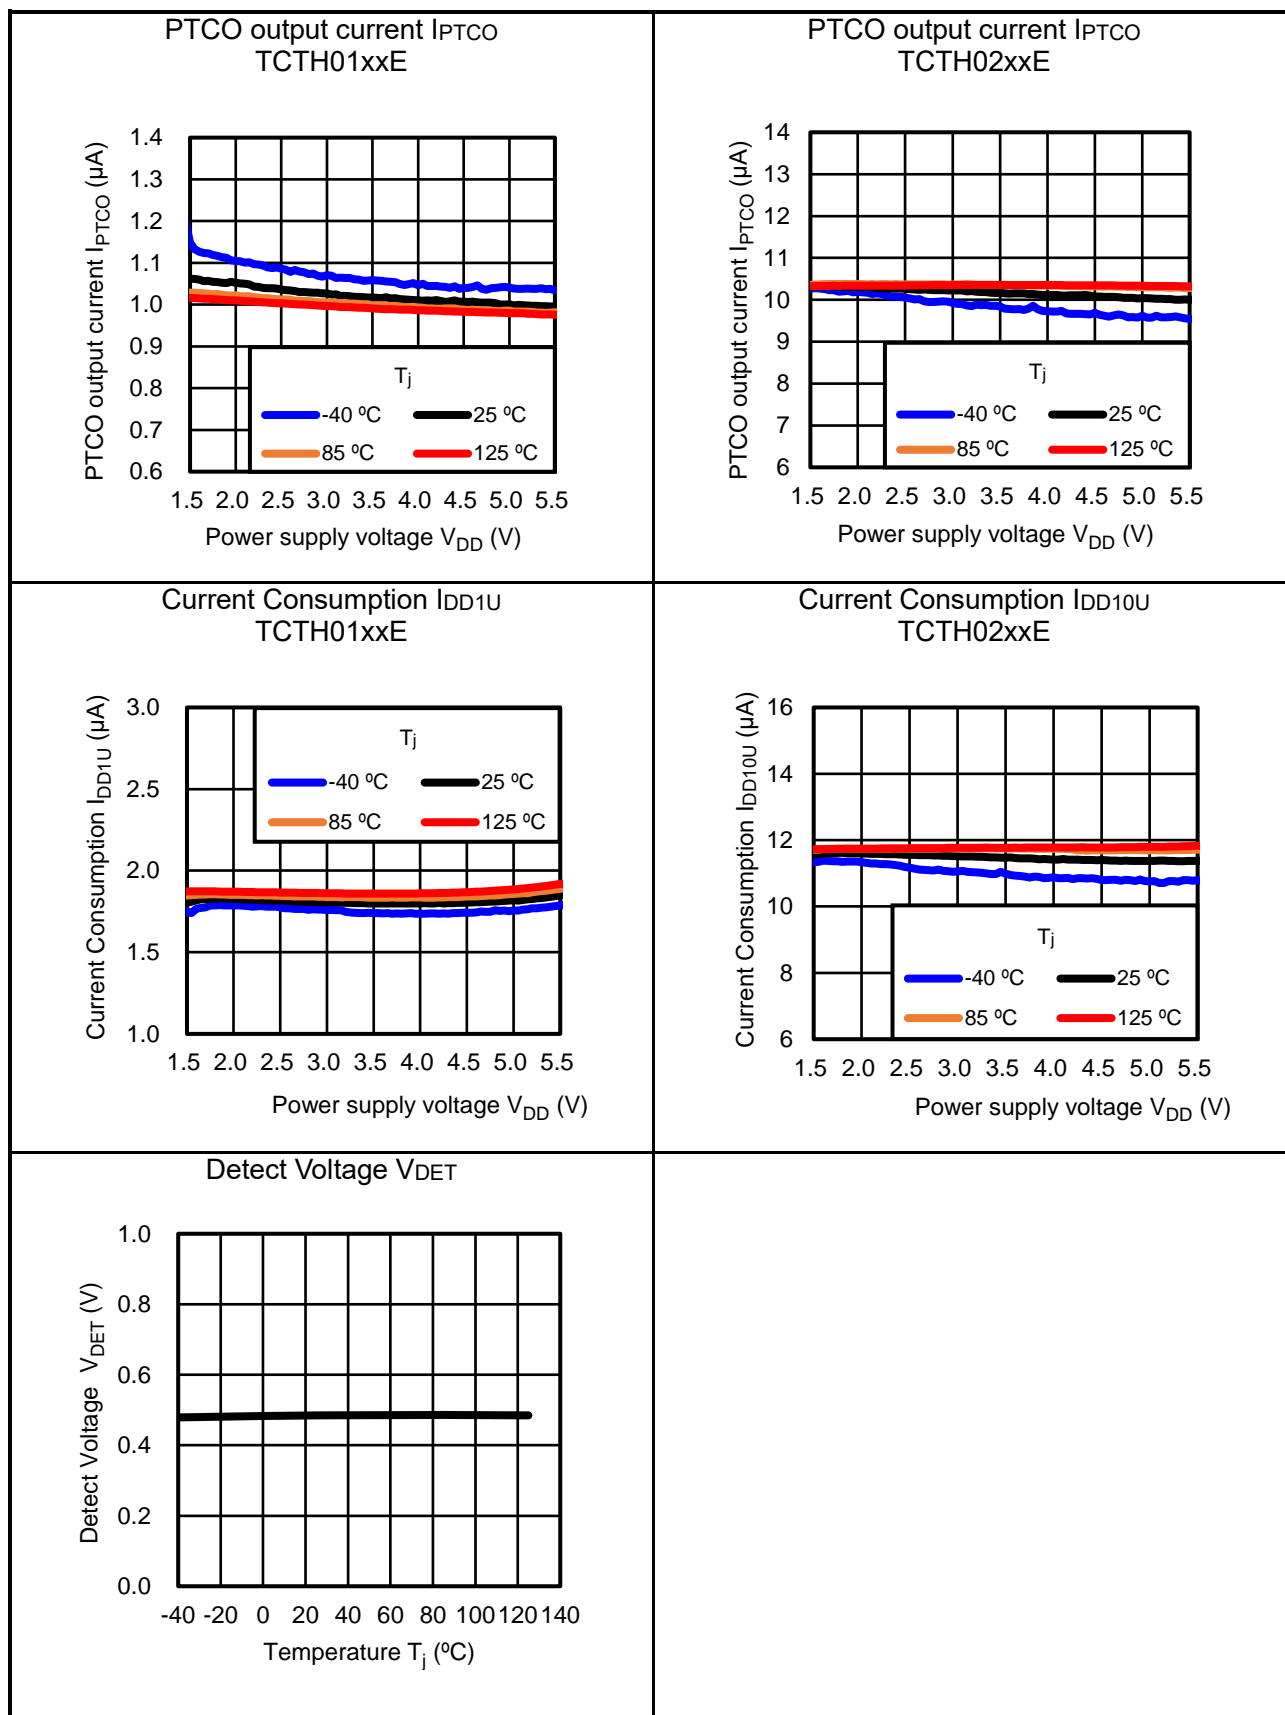 PTCO output current IPTCO
TCTH01xxE
PTCO output current IPTCO (µA)
1.4
1.3
1.2
1.1
1.0
0.9
0.8
0.7
0.6
Tj
-40 ºC
25 ºC
85 ºC
125 ºC
1.5 2.0 2.5 3.0 3.5 4.0 4.5 5.0 5.5
Power supply voltage VDD (V)
PTCO output current IPTCO
TCTH02xxE
PTCO output current IPTCO (µA)
14
13
12
11
10
9
8
7
6
Tj
-40 ºC
25 ºC
85 ºC
125 ºC
1.5 2.0 2.5 3.0 3.5 4.0 4.5 5.0 5.5
Power supply voltage VDD (V)
Current Consumption IDD1U
TCTH01xxE
Current Consumption IDD1U (µA)
3.0
2.5
2.0
1.5
1.0
Tj
-40 ºC
25 ºC
85 ºC
125 ºC
1.5 2.0 2.5 3.0 3.5 4.0 4.5 5.0 5.5
Power supply voltage VDD (V)
Current Consumption IDD10U
TCTH02xxE
Current Consumption IDD10U (µA)
16
14
12
10
8
6
Tj
-40 ºC
25 ºC
85 ºC
125 ºC
1.5 2.0 2.5 3.0 3.5 4.0 4.5 5.0 5.5
Power supply voltage VDD (V)
Detect Voltage VDET
Detect Voltage VDET (V)
1.0
0.8
0.6
0.4
0.2
0.0
-40 -20 0 20 40 60 80 100 120 140
Temperature Tj (ºC)